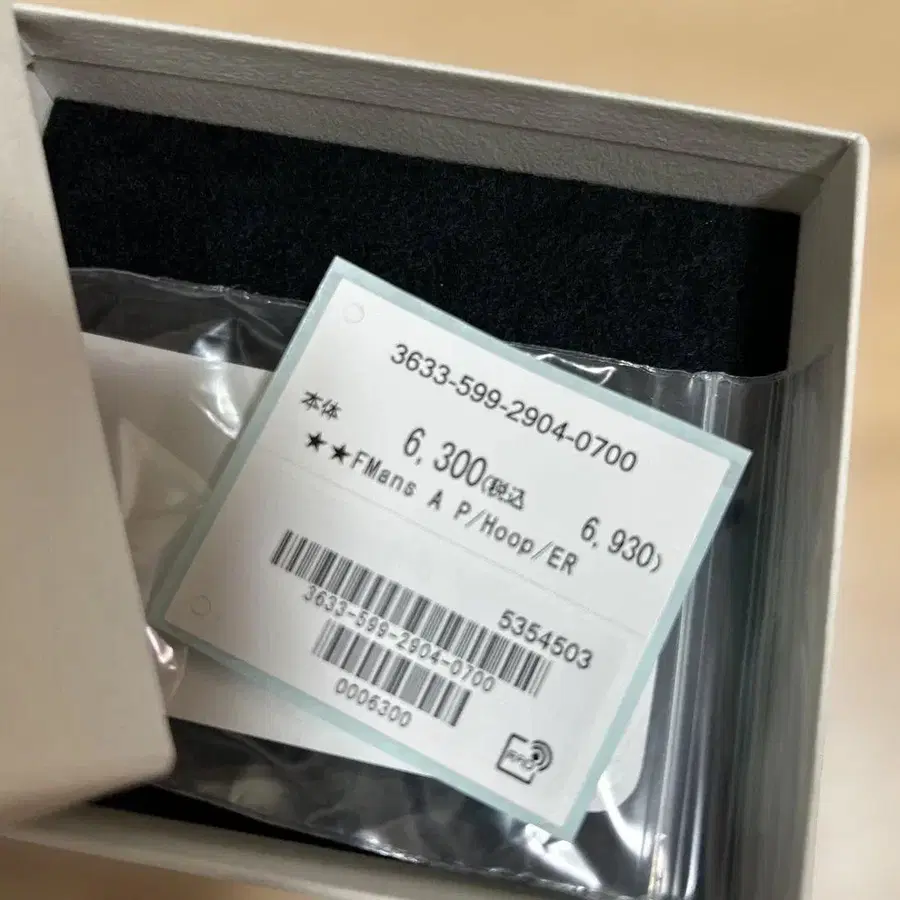 3633-599-2904-0700
本体 6,300(税込 6,930)
★★FMans A P/Hoop/ER
5354503
3633-599-2904-0700
0006300
RFID